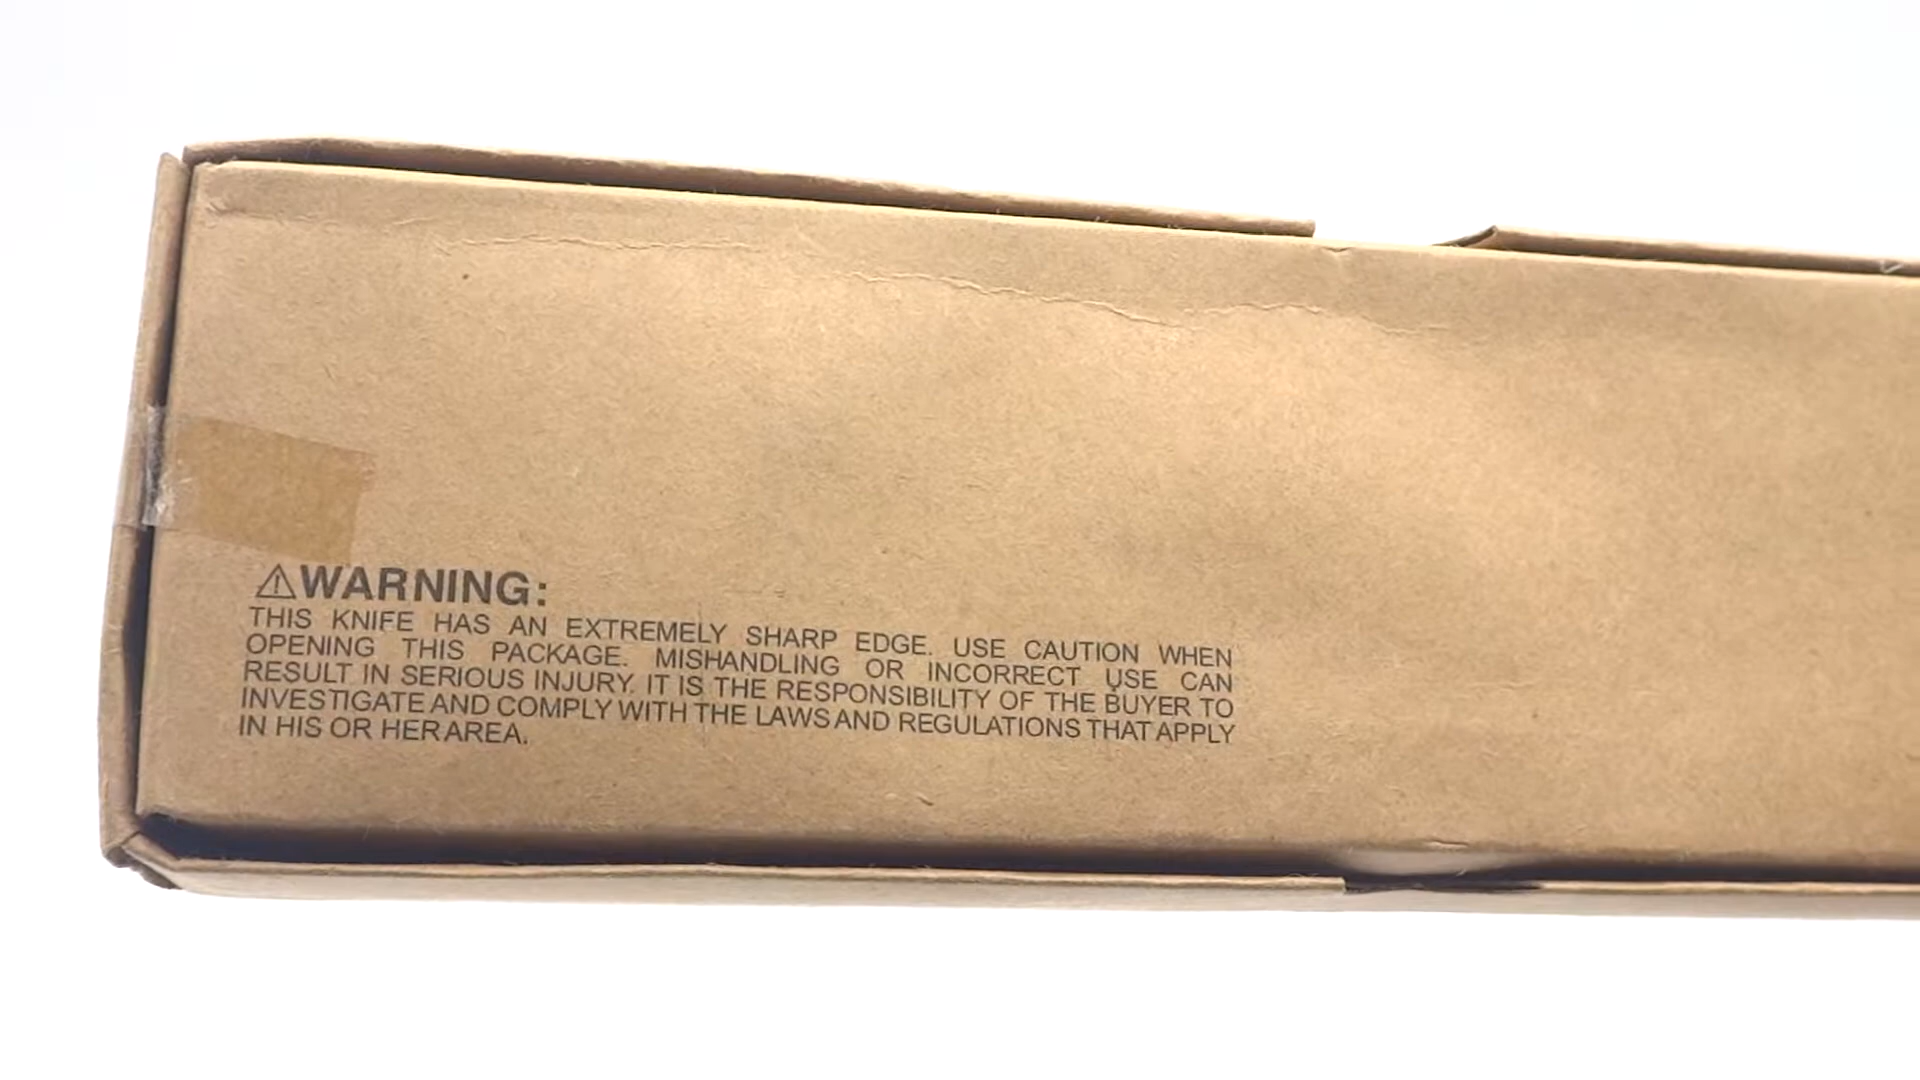 ⚠WARNING:
THIS KNIFE HAS AN EXTREMELY SHARP EDGE. USE CAUTION WHEN
OPENING THIS PACKAGE. MISHANDLING OR INCORRECT USE CAN
RESULT IN SERIOUS INJURY. IT IS THE RESPONSIBILITY OF THE BUYER TO
INVESTIGATE AND COMPLY WITH THE LAWS AND REGULATIONS THAT APPLY
IN HIS OR HER AREA.